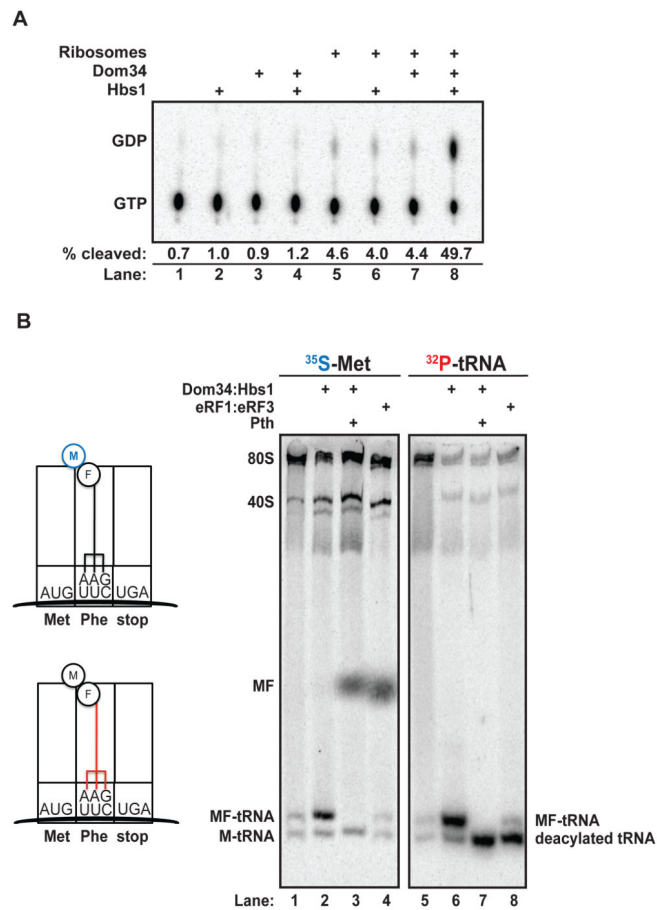 A
Ribosomes + + + +
Dom34 + + + +
Hbs1 + + + +
GDP
GTP
% cleaved: 0.7 1.0 0.9 1.2 4.6 4.0 4.4 49.7
Lane: 1 2 3 4 5 6 7 8
B
35S-Met 32P-tRNA
Dom34:Hbs1 + + + +
eRF1:eRF3 + +
Pth + +
80S
40S
MF
MF-tRNA
M-tRNA
MF-tRNA
deacylated tRNA
Lane: 1 2 3 4 5 6 7 8
M
F
AAG
AUG UUC UGA
Met Phe stop
M
F
AAG
AUG UUC UGA
Met Phe stop